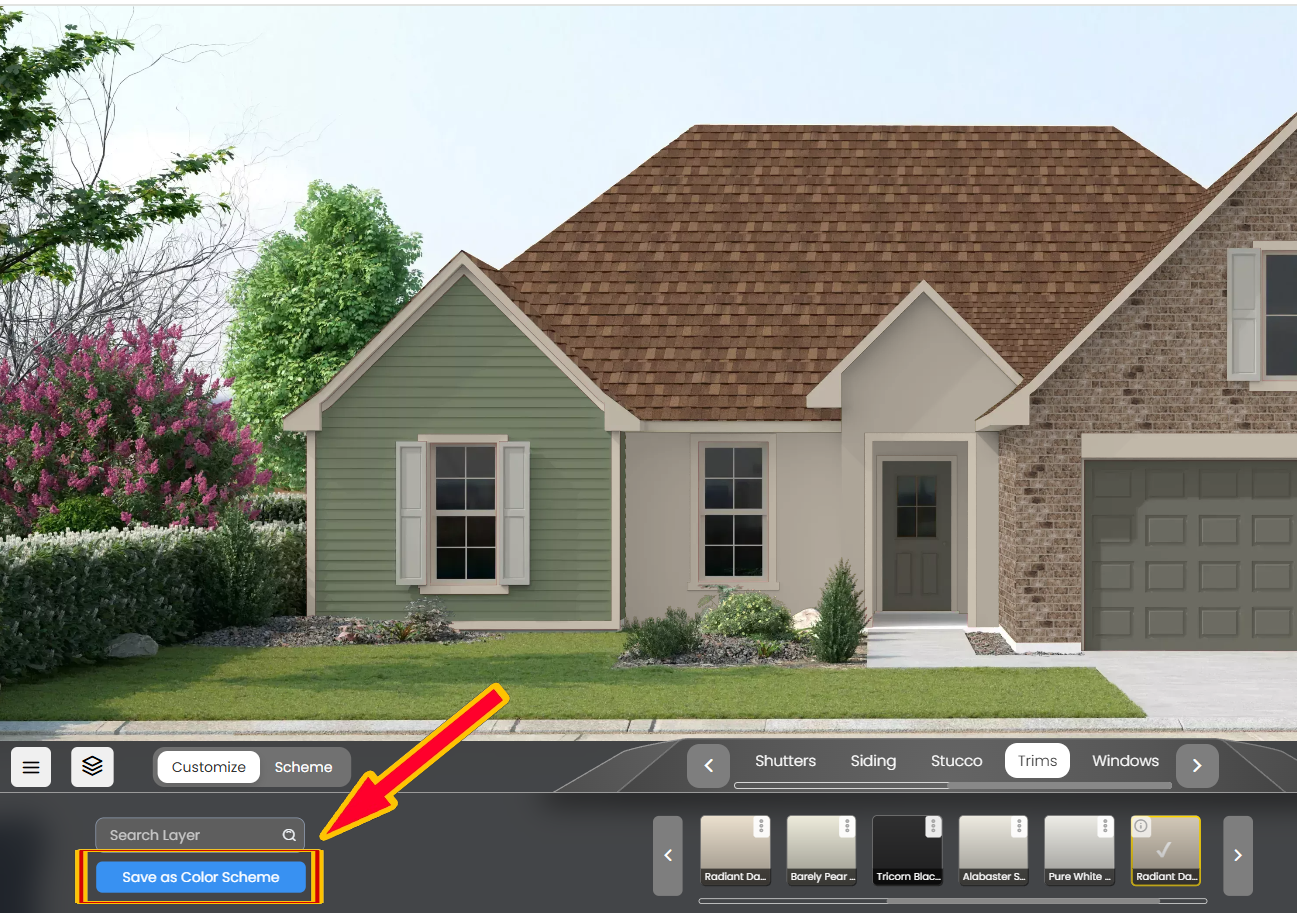 Customize
Scheme
Shutters
Siding
Stucco
Trims
Windows
Search Layer
Save as Color Scheme
Radiant Da...
Barely Pear ...
Tricorn Blac...
Alabaster S...
Pure White ...
Radiant Da...